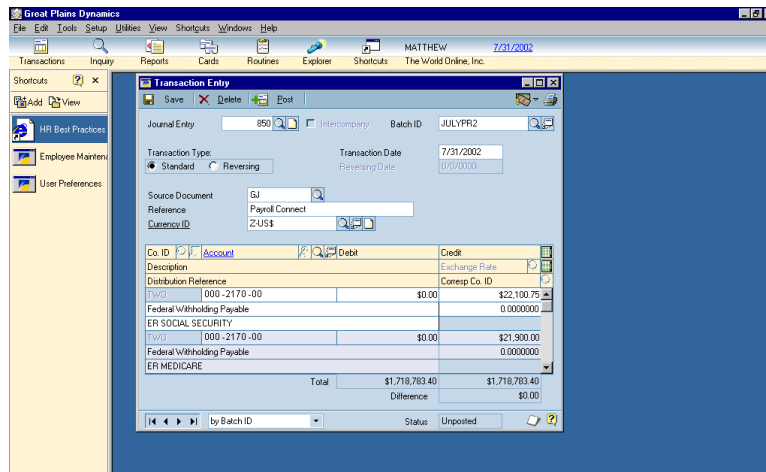 Great Plains Dynamics
File Edit Tools Setup Utilities View Shortcuts Windows Help
Transactions Inquiry Reports Cards Routines Explorer Shortcuts MATTHEW 7/31/2002
The World Online, Inc.
Shortcuts
Add View
HR Best Practices
Employee Maintena
User Preferences
Transaction Entry
Save Delete Post
Journal Entry 850 Intercompany Batch ID JULYPR2
Transaction Type: Transaction Date 7/31/2002
Standard Reversing Reversing Date 0/0/0000
Source Document GJ
Reference Payroll Connect
Currency ID Z-US$
Co. ID Account Debit Credit
Description Exchange Rate
Distribution Reference Corresp Co. ID
TWO 000 -2170 -00 $0.00 $22,100.75
Federal Withholding Payable 0.0000000
ER SOCIAL SECURITY
TWO 000 -2170 -00 $0.00 $21,900.00
Federal Withholding Payable 0.0000000
ER MEDICARE
Total $1,718,783.40 $1,718,783.40
Difference $0.00
by Batch ID Status Unposted